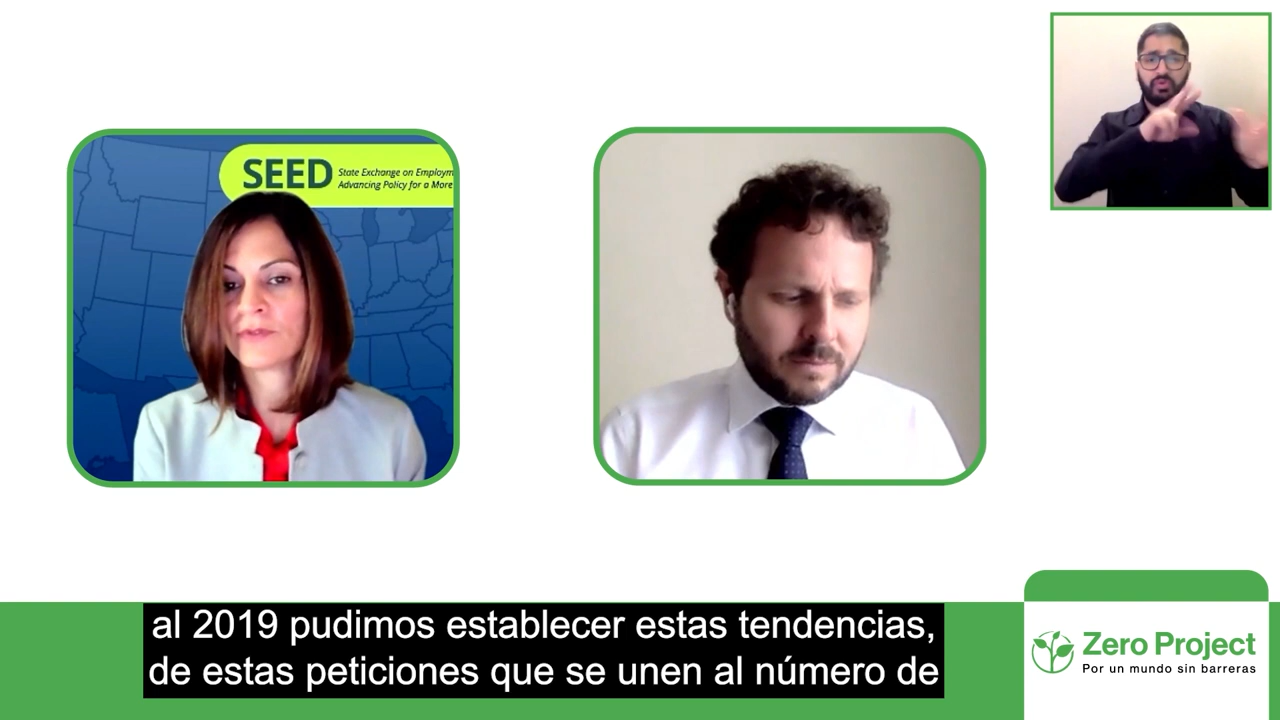 SEED
State Exchange on Employm
Advancing Policy for a More
al 2019 pudimos establecer estas tendencias,
de estas peticiones que se unen al número de
Zero Project
Por un mundo sin barreras